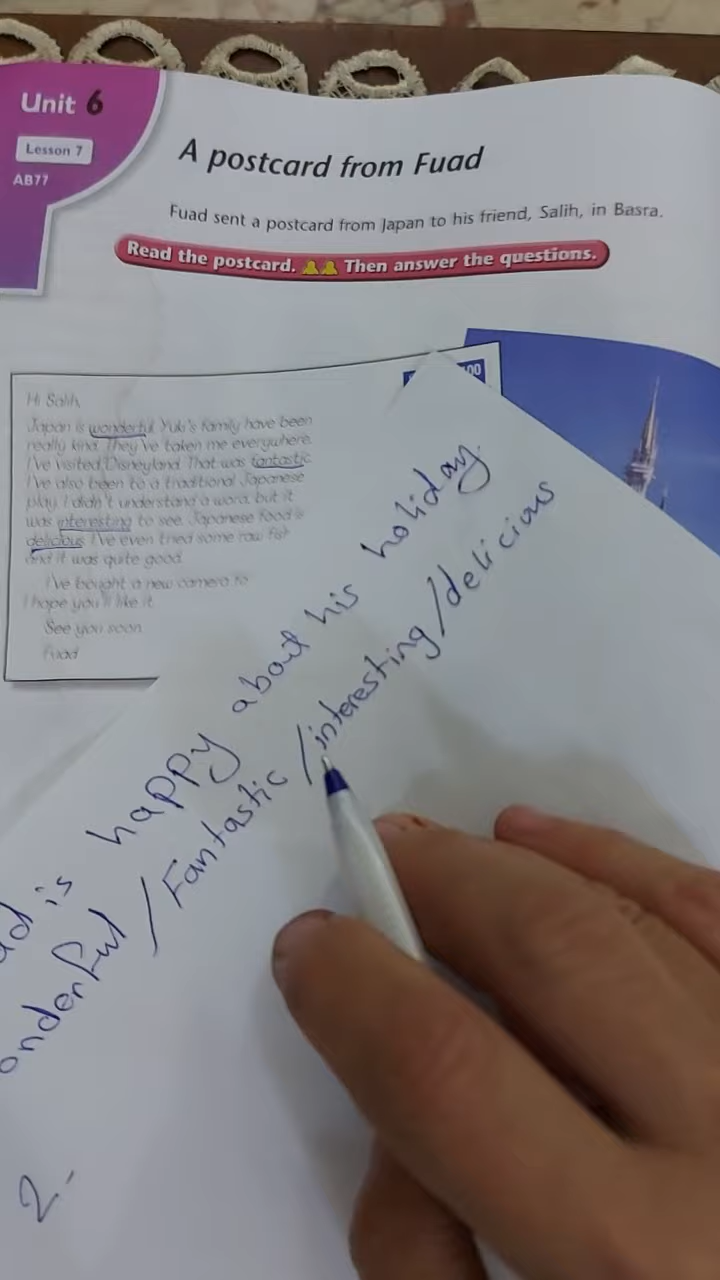 Unit 6
Lesson 7
AB77
A postcard from Fuad
Fuad sent a postcard from Japan to his friend, Salih, in Basra.
Read the postcard. Then answer the questions.
00
Hi Salih,
Japan is wonderful. Yuki's family have been
really kind. They've taken me everywhere.
I've visited Disneyland. That was fantastic.
I've also been to a traditional Japanese
play. I didn't understand a word, but it
was interesting to see. Japanese food is
delicious. I've even tried some raw fish
and it was quite good.
I've bought a new camera to
I hope you'll like it.
See you soon
Fuad
ad is happy about his holiday.
onderful / Fantastic / interesting / delicious
2-